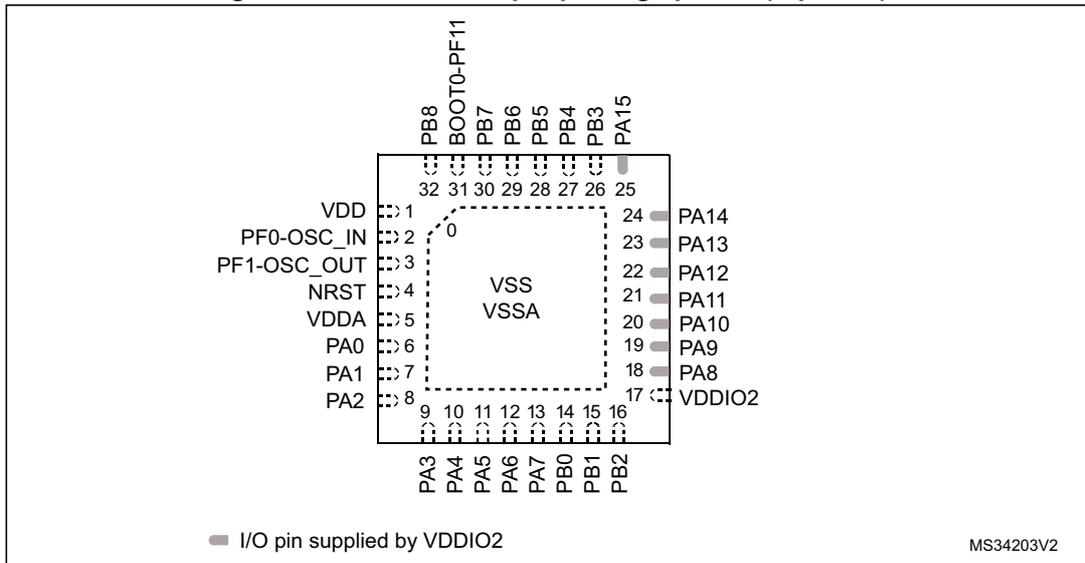 PB8
BOOT0-PF11
PB7
PB6
PB5
PB4
PB3
PA15
32 31 30 29 28 27 26 25
VDD 1
PF0-OSC_IN 2
PF1-OSC_OUT 3
NRST 4
VDDA 5
PA0 6
PA1 7
PA2 8
0
VSS
VSSA
24 PA14
23 PA13
22 PA12
21 PA11
20 PA10
19 PA9
18 PA8
17 VDDIO2
9 10 11 12 13 14 15 16
PA3
PA4
PA5
PA6
PA7
PB0
PB1
PB2
I/O pin supplied by VDDIO2
MS34203V2